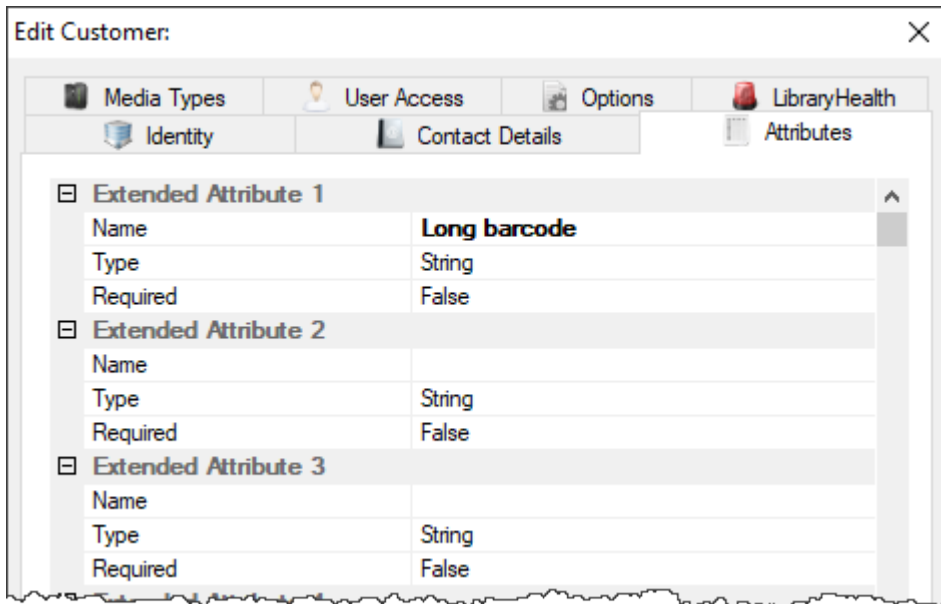 Edit Customer:
Media Types User Access Options LibraryHealth
Identity Contact Details Attributes
Extended Attribute 1
Name Long barcode
Type String
Required False
Extended Attribute 2
Name
Type String
Required False
Extended Attribute 3
Name
Type String
Required False